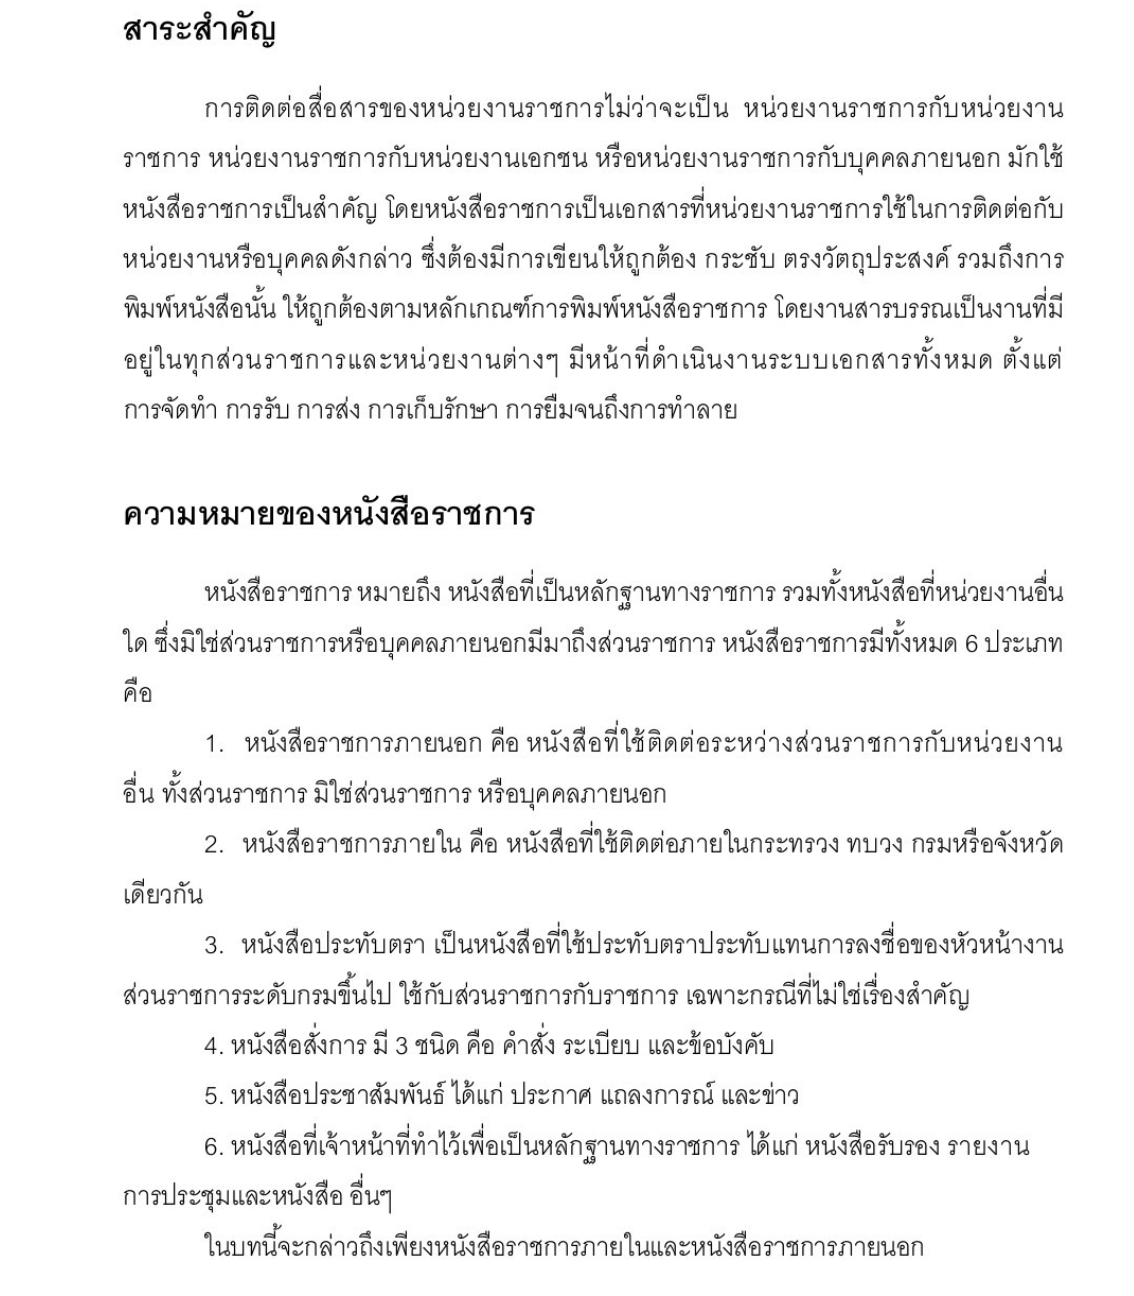 สาระสำคัญ
การติดต่อสื่อสารของหน่วยงานราชการไม่ว่าจะเป็น หน่วยงานราชการกับหน่วยงาน
ราชการ หน่วยงานราชการกับหน่วยงานเอกชน หรือหน่วยงานราชการกับบุคคลภายนอก มักใช้
หนังสือราชการเป็นสำคัญ โดยหนังสือราชการเป็นเอกสารที่หน่วยงานราชการใช้ในการติดต่อกับ
หน่วยงานหรือบุคคลดังกล่าว ซึ่งต้องมีการเขียนให้ถูกต้อง กระชับ ตรงวัตถุประสงค์ รวมถึงการ
พิมพ์หนังสือนั้น ให้ถูกต้องตามหลักเกณฑ์การพิมพ์หนังสือราชการ โดยงานสารบรรณเป็นงานที่มี
อยู่ในทุกส่วนราชการและหน่วยงานต่างๆ มีหน้าที่ดำเนินงานระบบเอกสารทั้งหมด ตั้งแต่
การจัดทำ การรับ การส่ง การเก็บรักษา การยืมจนถึงการทำลาย
ความหมายของหนังสือราชการ
หนังสือราชการ หมายถึง หนังสือที่เป็นหลักฐานทางราชการ รวมทั้งหนังสือที่หน่วยงานอื่น
ใด ซึ่งมิใช่ส่วนราชการหรือบุคคลภายนอกมีมาถึงส่วนราชการ หนังสือราชการมีทั้งหมด 6 ประเภท
คือ
1. หนังสือราชการภายนอก คือ หนังสือที่ใช้ติดต่อระหว่างส่วนราชการกับหน่วยงาน
อื่น ทั้งส่วนราชการ มิใช่ส่วนราชการ หรือบุคคลภายนอก
2. หนังสือราชการภายใน คือ หนังสือที่ใช้ติดต่อภายในกระทรวง ทบวง กรมหรือจังหวัด
เดียวกัน
3. หนังสือประทับตรา เป็นหนังสือที่ใช้ประทับตราประทับแทนการลงชื่อของหัวหน้างาน
ส่วนราชการระดับกรมขึ้นไป ใช้กับส่วนราชการกับราชการ เฉพาะกรณีที่ไม่ใช่เรื่องสำคัญ
4. หนังสือสั่งการ มี 3 ชนิด คือ คำสั่ง ระเบียบ และข้อบังคับ
5. หนังสือประชาสัมพันธ์ ได้แก่ ประกาศ แถลงการณ์ และข่าว
6. หนังสือที่เจ้าหน้าที่ทำไว้เพื่อเป็นหลักฐานทางราชการ ได้แก่ หนังสือรับรอง รายงาน
การประชุมและหนังสือ อื่นๆ
ในบทนี้จะกล่าวถึงเพียงหนังสือราชการภายในและหนังสือราชการภายนอก